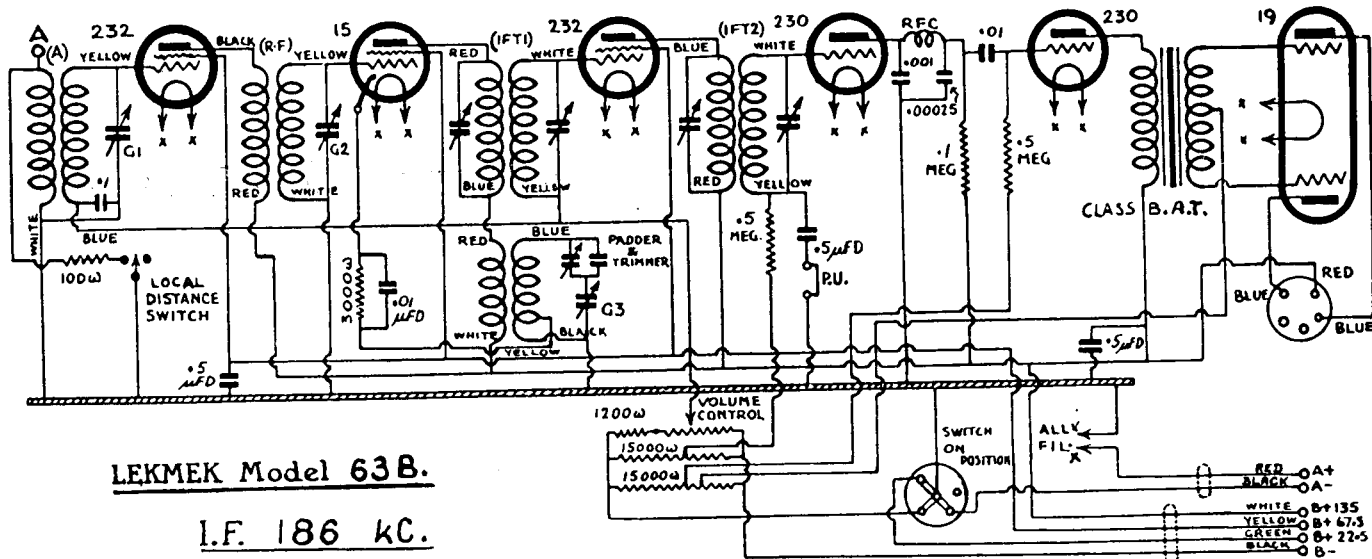 232
15
232
230
230
19
A
(A)
YELLOW
BLACK
(R.F)
YELLOW
RED
(IFT1)
WHITE
BLUE
(IFT2)
WHITE
RFC
.01
.001
.00025
G1
G2
x x
x x
x x
x x
x x
x
x
.1
RED
WHITE
BLUE
YELLOW
RED
YELLOW
.1
MEG
.5
MEG
CLASS B.A.T.
WHITE
BLUE
100ω
LOCAL
DISTANCE
SWITCH
3000ω
.01
μFD
RED
BLUE
PADDER
&
TRIMMER
G3
WHITE
BLACK
YELLOW
.5
MEG.
.5μFD
P.U.
RED
BLUE
BLUE
.5
μFD
.5μFD
1200ω
VOLUME
CONTROL
15000ω
15000ω
SWITCH
ON
POSITION
ALL x
FIL. x
LEKMEK Model 63B.
I.F. 186 kC.
RED A+
BLACK A-
WHITE B+135
YELLOW B+67.5
GREEN B+22.5
BLACK B-